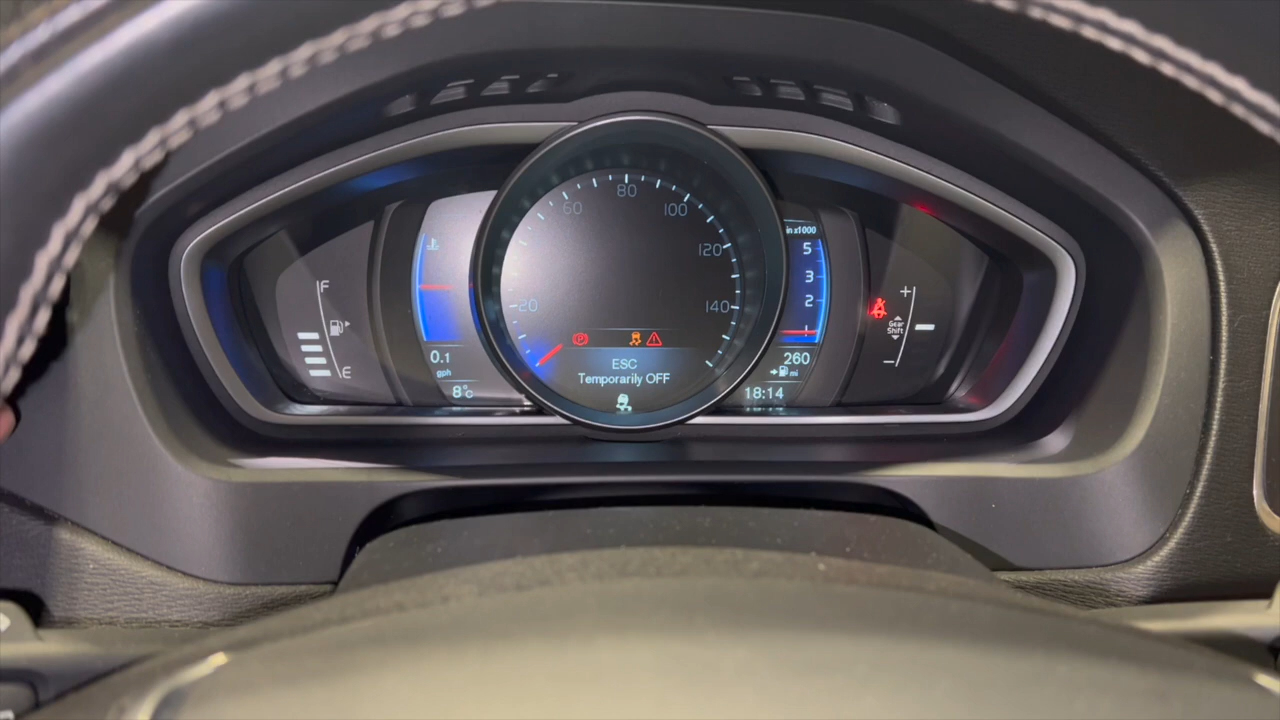 F
E
0.1
gph
8°C
20
60
80
100
120
140
P
ESC
Temporarily OFF
in x1000
5
3
2
1
260
mi
18:14
+
Gear
Shift
–